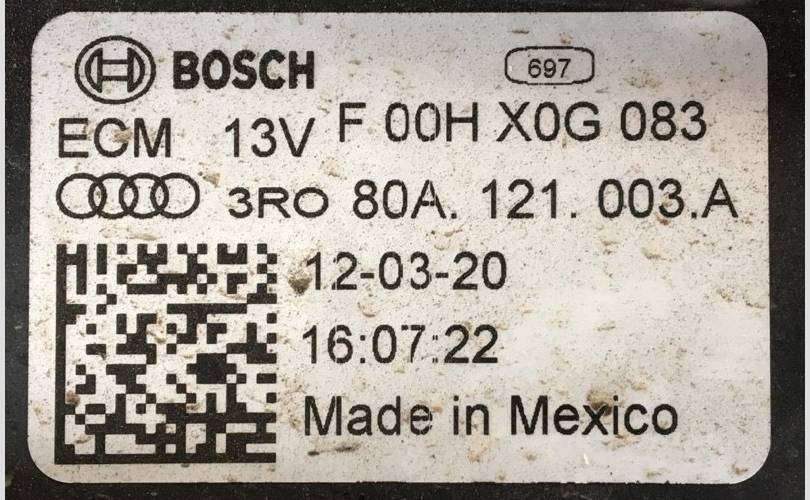 BOSCH 697
ECM 13V F 00H X0G 083
3RO 80A. 121. 003.A
12-03-20
16:07:22
Made in Mexico